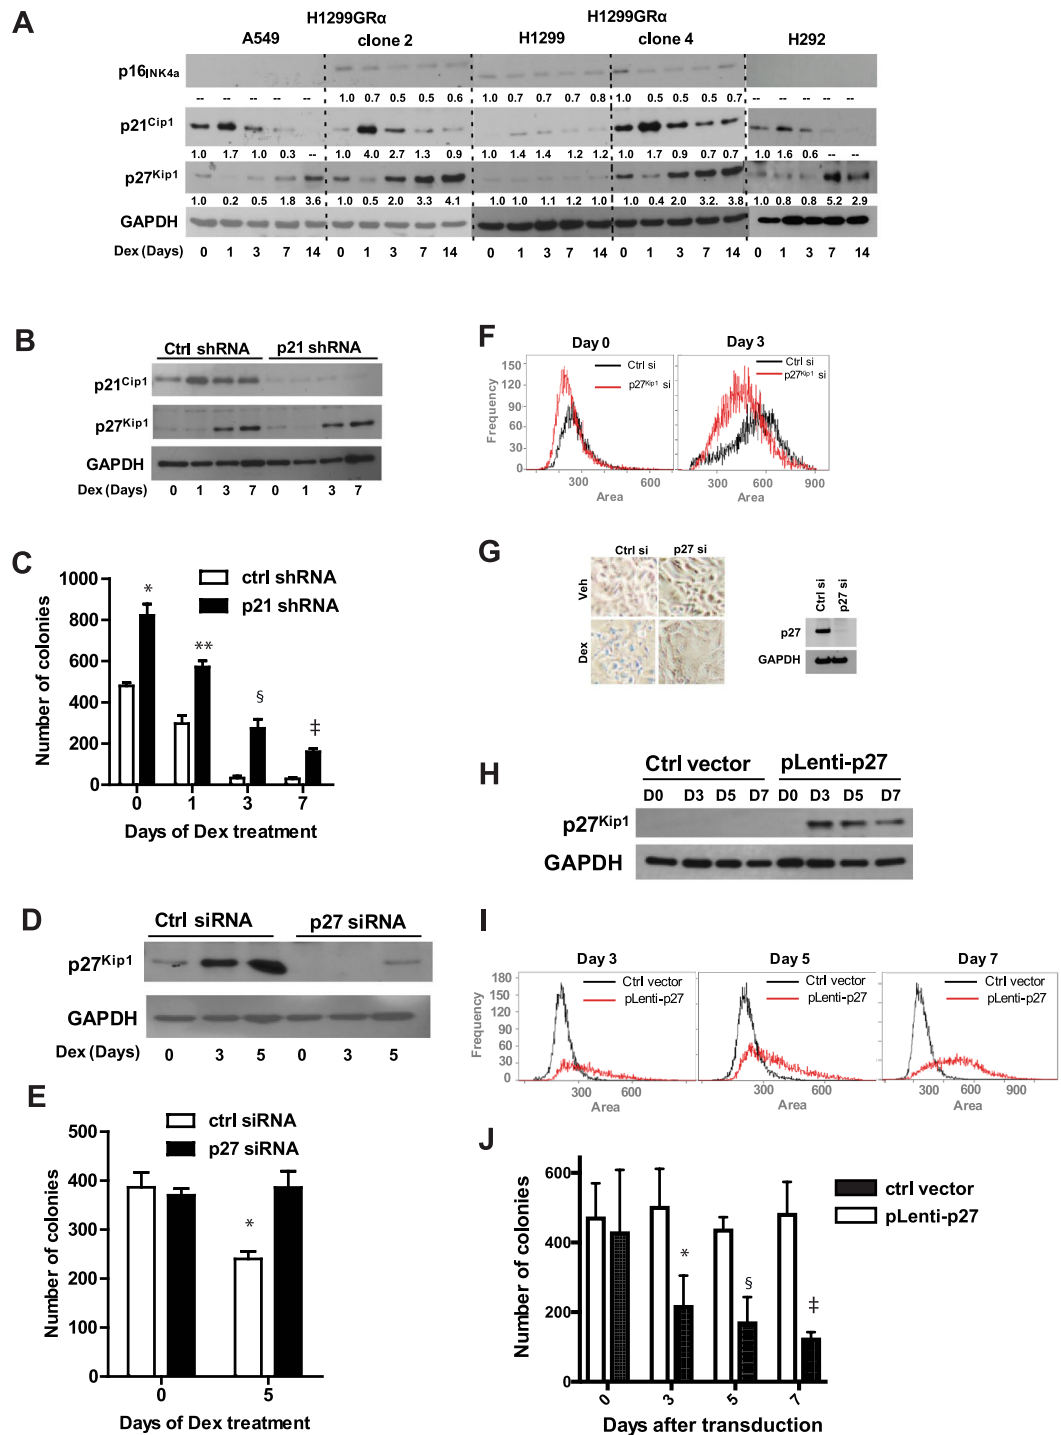 A
A549
H1299GRα
clone 2
H1299
H1299GRα
clone 4
H292
p16INK4a
-- -- -- -- -- 1.0 0.7 0.5 0.5 0.6 1.0 0.7 0.7 0.7 0.8 1.0 0.5 0.5 0.5 0.7 -- -- -- -- --
p21Cip1
1.0 1.7 1.0 0.3 -- 1.0 4.0 2.7 1.3 0.9 1.0 1.4 1.4 1.2 1.2 1.0 1.7 0.9 0.7 0.7 1.0 1.6 0.6 -- --
p27Kip1
1.0 0.2 0.5 1.8 3.6 1.0 0.5 2.0 3.3 4.1 1.0 1.0 1.1 1.2 1.0 1.0 0.4 2.0 3.2. 3.8 1.0 0.8 0.8 5.2 2.9
GAPDH
Dex (Days) 0 1 3 7 14 0 1 3 7 14 0 1 3 7 14 0 1 3 7 14 0 1 3 7 14
B
Ctrl shRNA p21 shRNA
p21Cip1
p27Kip1
GAPDH
Dex (Days) 0 1 3 7 0 1 3 7
C
ctrl shRNA
p21 shRNA
Number of colonies
1000
800
600
400
200
0
* ** § ‡
0 1 3 7
Days of Dex treatment
D
Ctrl siRNA p27 siRNA
p27Kip1
GAPDH
Dex (Days) 0 3 5 0 3 5
E
ctrl siRNA
p27 siRNA
Number of colonies
500
400
300
200
100
0
*
0 5
Days of Dex treatment
F
Day 0 Day 3
Ctrl si
p27Kip1 si
Ctrl si
p27Kip1 si
Frequency
150
120
90
60
30
0
300 600
Area
300 600 900
Area
G
Ctrl si p27 si
Veh
Dex
Ctrl si p27 si
p27
GAPDH
H
Ctrl vector pLenti-p27
D0 D3 D5 D7 D0 D3 D5 D7
p27Kip1
GAPDH
I
Day 3 Day 5 Day 7
Ctrl vector
pLenti-p27
Ctrl vector
pLenti-p27
Ctrl vector
pLenti-p27
Frequency
180
150
120
90
60
30
0
300 600
Area
300 600
Area
300 600 900
Area
J
ctrl vector
pLenti-p27
Number of colonies
600
400
200
0
* § ‡
0 3 5 7
Days after transduction